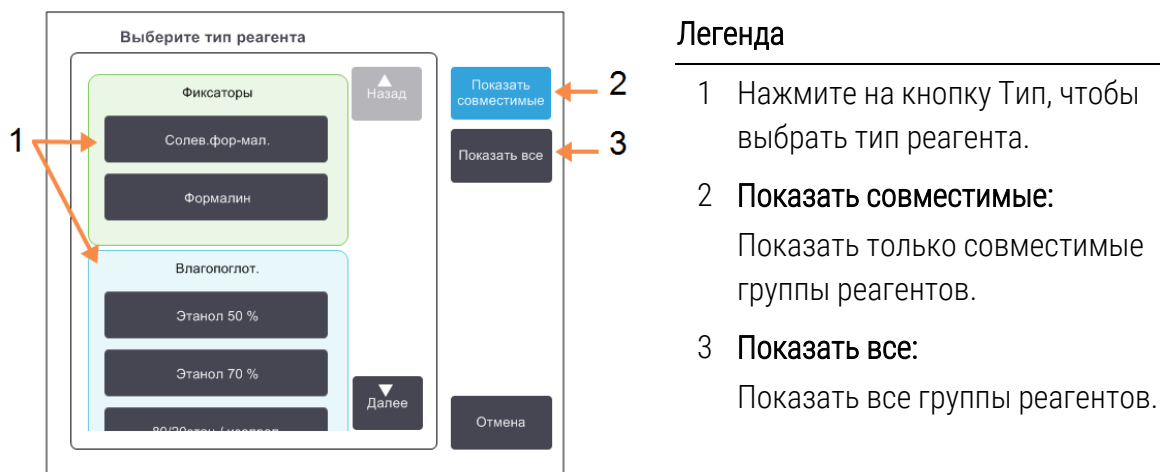 Выберите тип реагента
Фиксаторы
Солев.фор-мал.
Формалин
Влагопоглот.
Этанол 50 %
Этанол 70 %
Назад
Далее
Показать
совместимые
Показать все
Отмена
1
2
3
Легенда
1 Нажмите на кнопку Тип, чтобы
выбрать тип реагента.
2 Показать совместимые:
Показать только совместимые
группы реагентов.
3 Показать все:
Показать все группы реагентов.